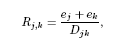 R_{j,k} = \frac{e_j + e_k}{D_{jk}},